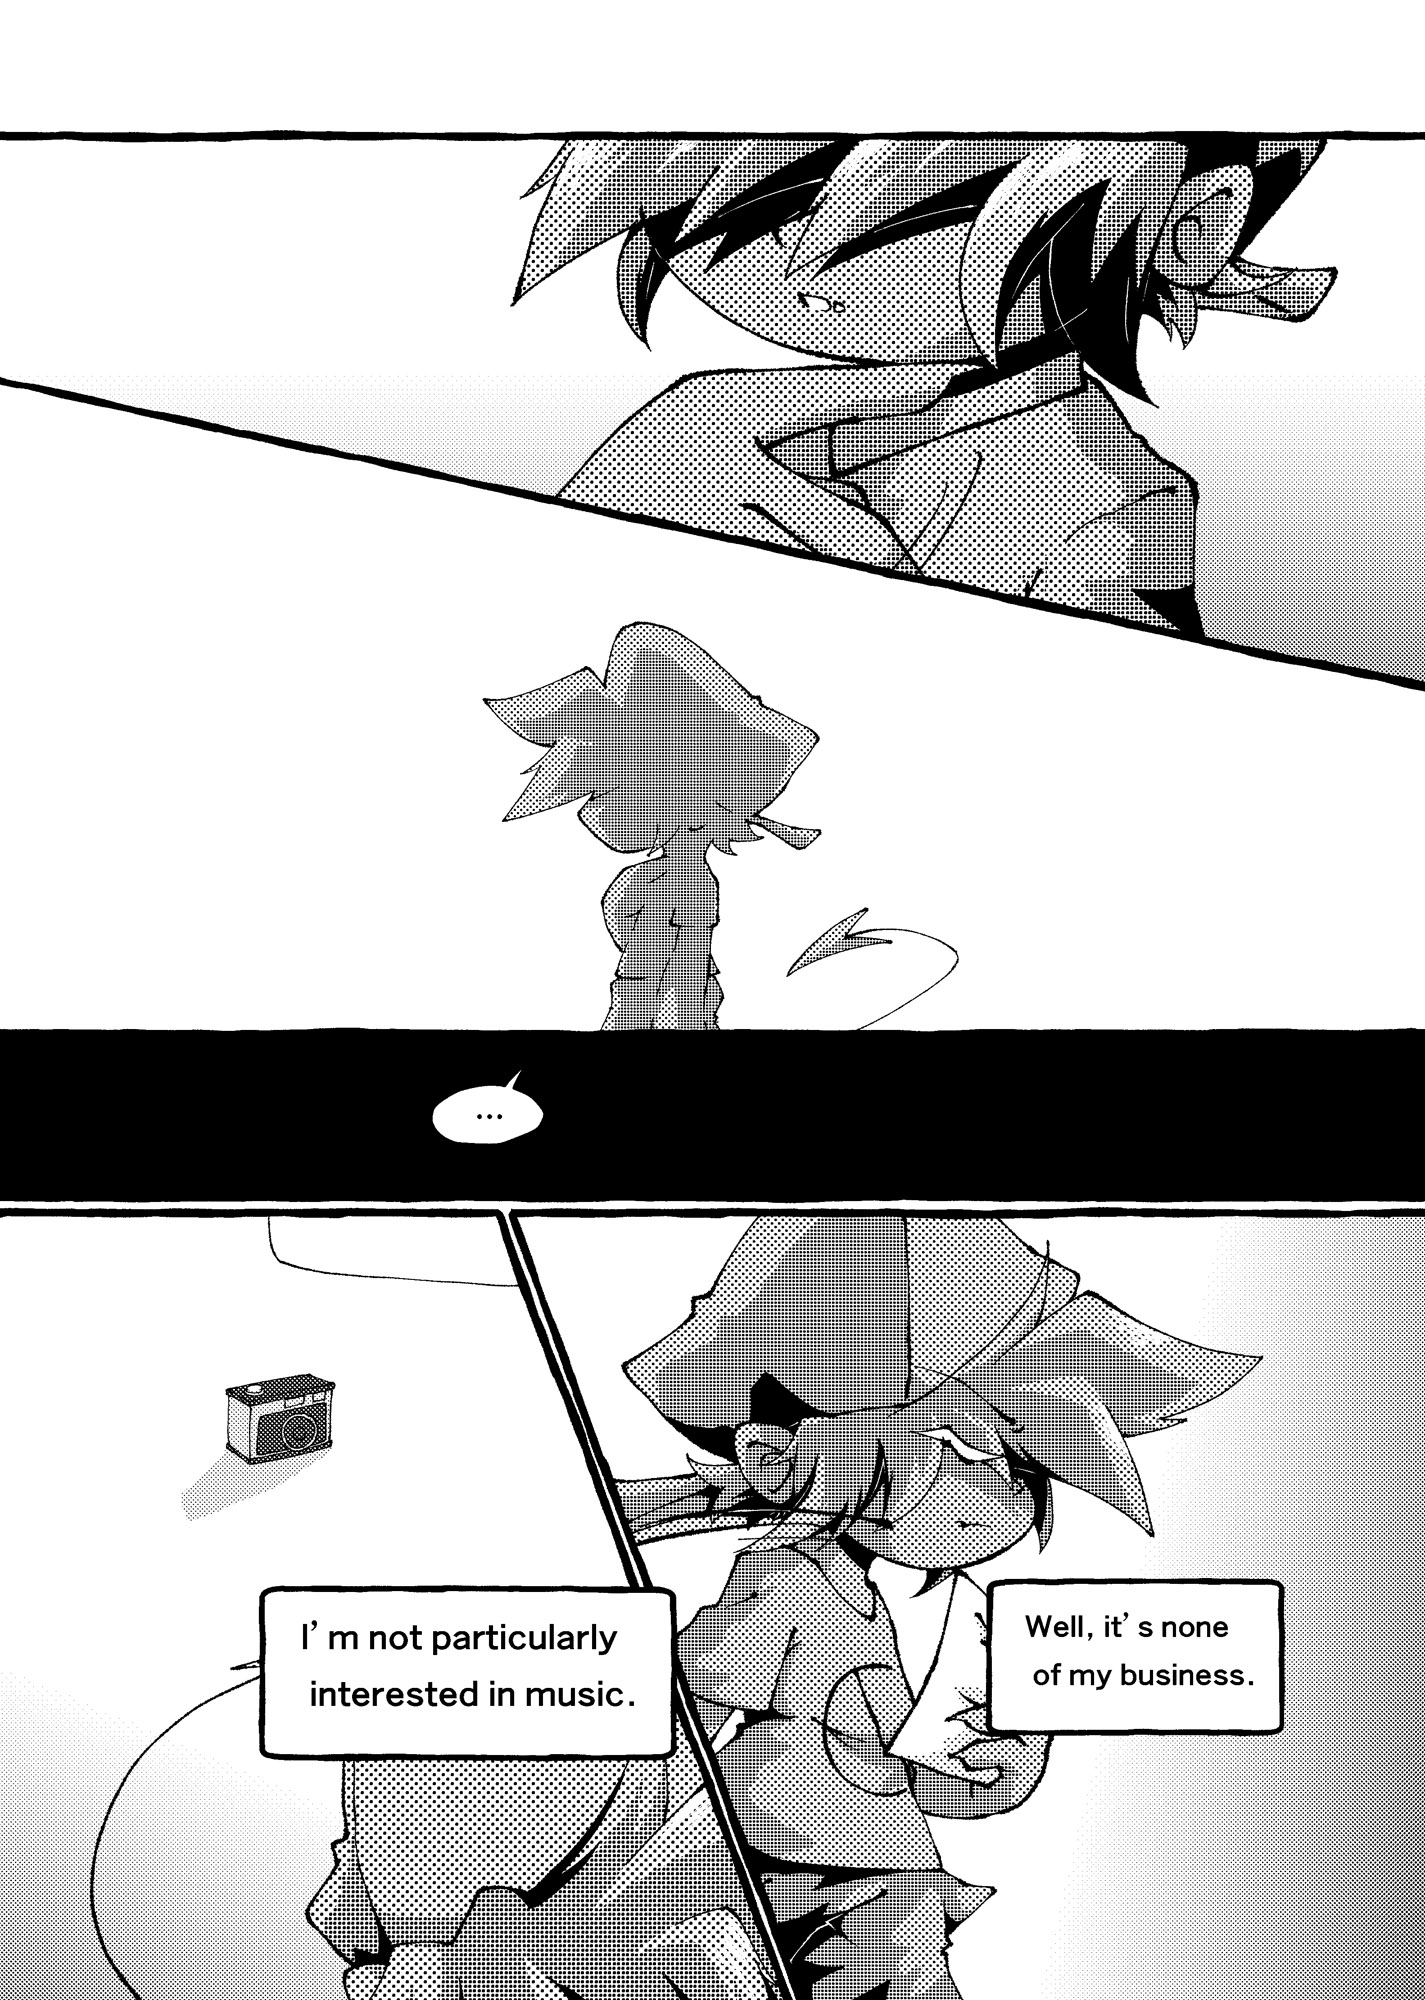 ...
Well, it's none
of my business.
I'm not particularly
interested in music.